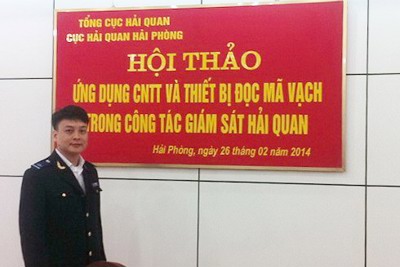 TỔNG CỤC HẢI QUAN
CỤC HẢI QUAN HẢI PHÒNG
HỘI THẢO
ỨNG DỤNG CNTT VÀ THIẾT BỊ ĐỌC MÃ VẠCH
TRONG CÔNG TÁC GIÁM SÁT HẢI QUAN
Hải Phòng, ngày 26 tháng 02 năm 2014